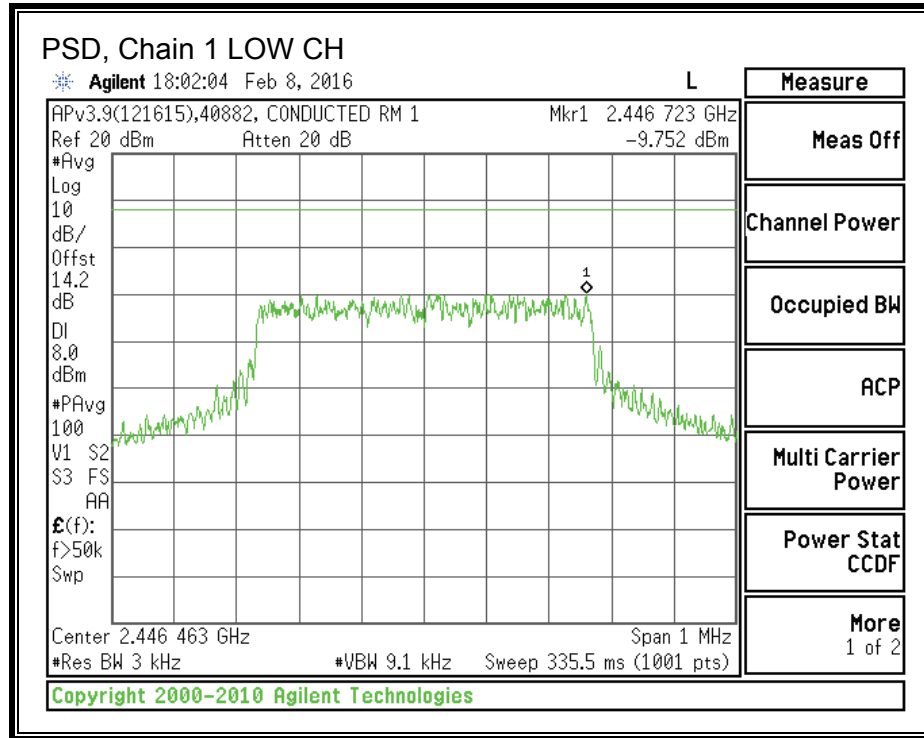 PSD, Chain 1 LOW CH
Agilent 18:02:04 Feb 8, 2016 L
APv3.9(121615),40882, CONDUCTED RM 1 Mkr1 2.446 723 GHz
Ref 20 dBm Atten 20 dB -9.752 dBm
#Avg
Log
10
dB/
Offst
14.2
dB
DI
8.0
dBm
#PAvg
100
V1 S2
S3 FS
AA
£(f):
f>50k
Swp
1
Center 2.446 463 GHz Span 1 MHz
#Res BW 3 kHz #VBW 9.1 kHz Sweep 335.5 ms (1001 pts)
Copyright 2000-2010 Agilent Technologies
Measure
Meas Off
Channel Power
Occupied BW
ACP
Multi Carrier
Power
Power Stat
CCDF
More
1 of 2